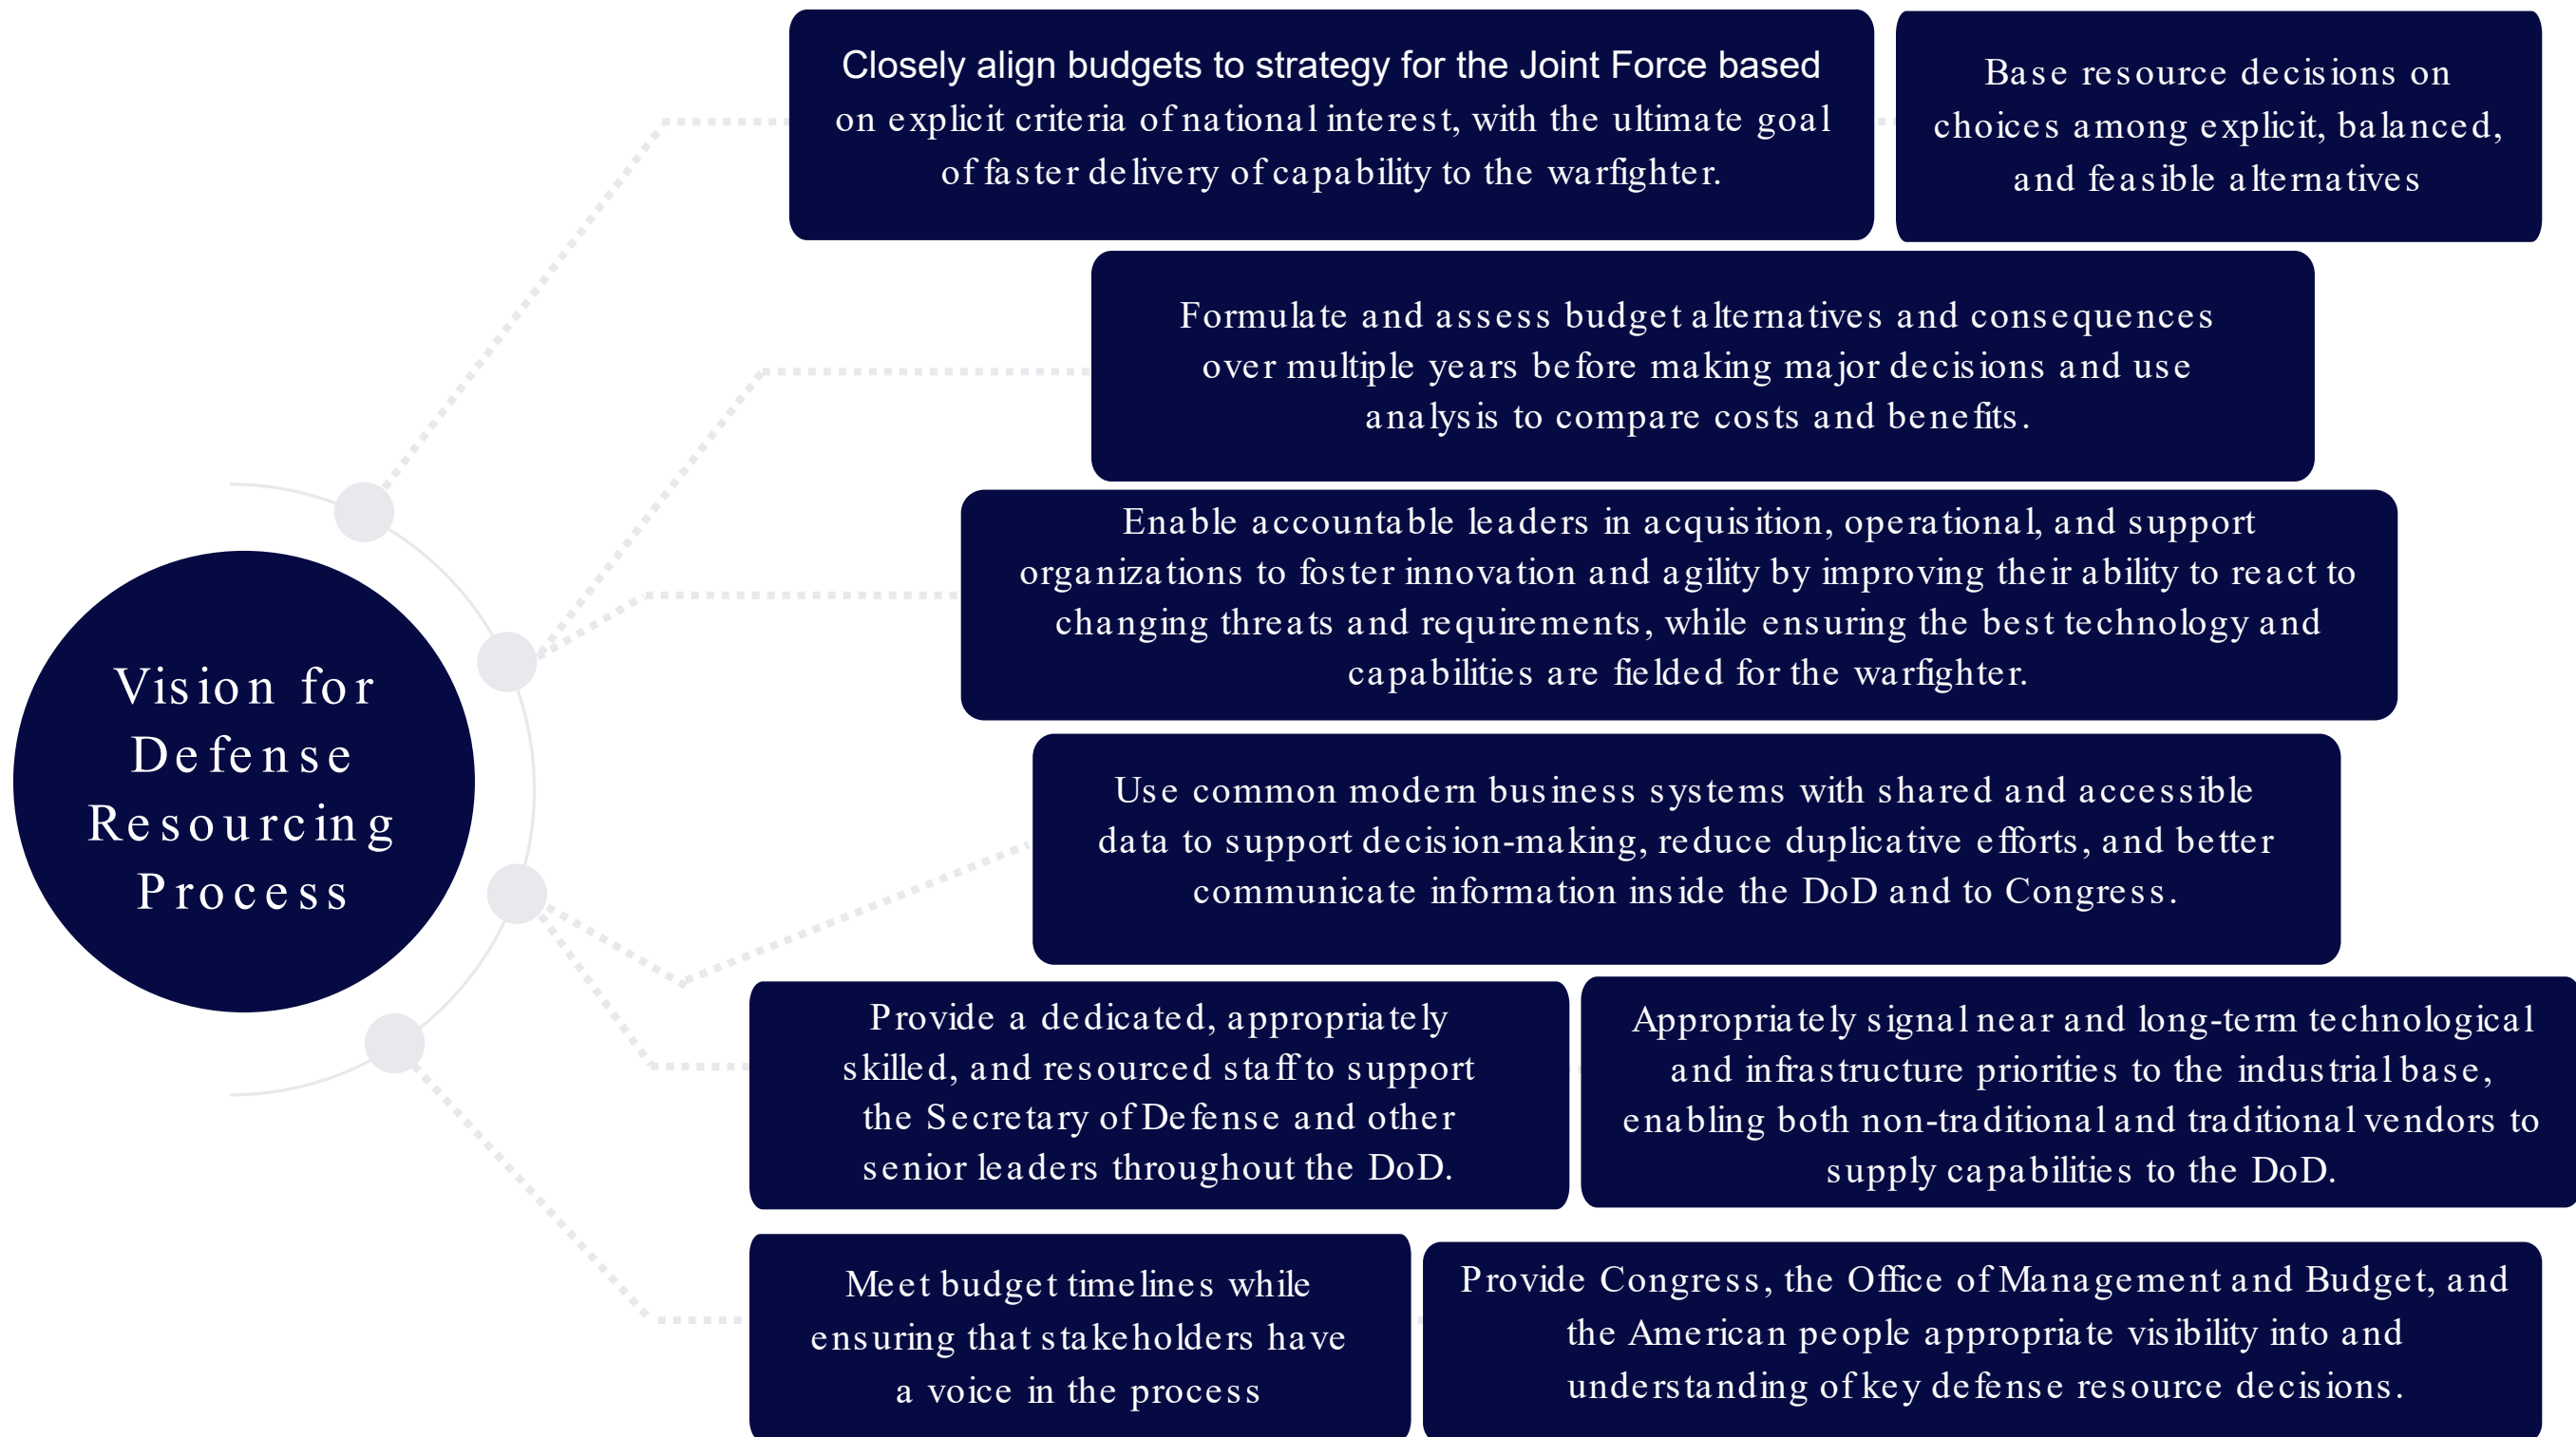 Vision for
Defense
Resourcing
Process
Closely align budgets to strategy for the Joint Force based
on explicit criteria of national interest, with the ultimate goal
of faster delivery of capability to the warfighter.
Base resource decisions on
choices among explicit, balanced,
and feasible alternatives
Formulate and assess budget alternatives and consequences
over multiple years before making major decisions and use
analysis to compare costs and benefits.
Enable accountable leaders in acquisition, operational, and support
organizations to foster innovation and agility by improving their ability to react to
changing threats and requirements, while ensuring the best technology and
capabilities are fielded for the warfighter.
Use common modern business systems with shared and accessible
data to support decision-making, reduce duplicative efforts, and better
communicate information inside the DoD and to Congress.
Provide a dedicated, appropriately
skilled, and resourced staff to support
the Secretary of Defense and other
senior leaders throughout the DoD.
Appropriately signal near and long-term technological
and infrastructure priorities to the industrial base,
enabling both non-traditional and traditional vendors to
supply capabilities to the DoD.
Meet budget timelines while
ensuring that stakeholders have
a voice in the process
Provide Congress, the Office of Management and Budget, and
the American people appropriate visibility into and
understanding of key defense resource decisions.